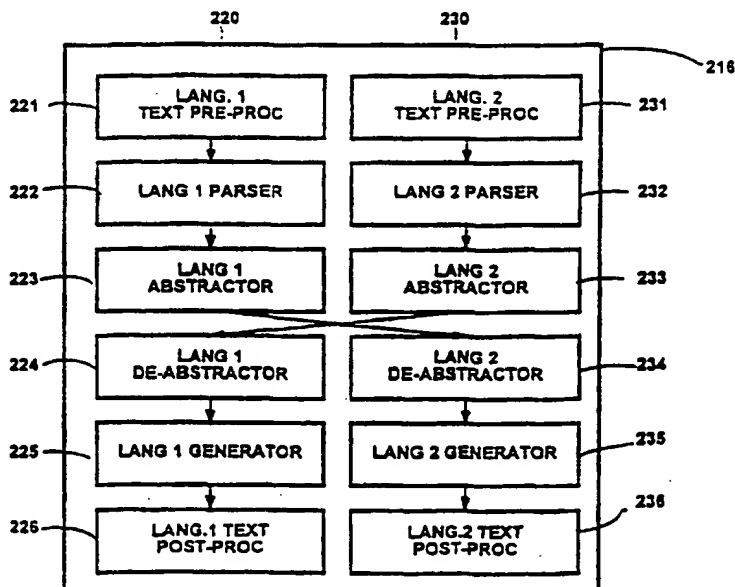 220 230
216
221 LANG. 1 LANG. 2 231
TEXT PRE-PROC TEXT PRE-PROC
222 LANG 1 PARSER LANG 2 PARSER 232
223 LANG 1 LANG 2 233
ABSTRACTOR ABSTRACTOR
224 LANG 1 LANG 2 234
DE-ABSTRACTOR DE-ABSTRACTOR
225 LANG 1 GENERATOR LANG 2 GENERATOR 235
226 LANG.1 TEXT LANG.2 TEXT 236
POST-PROC POST-PROC